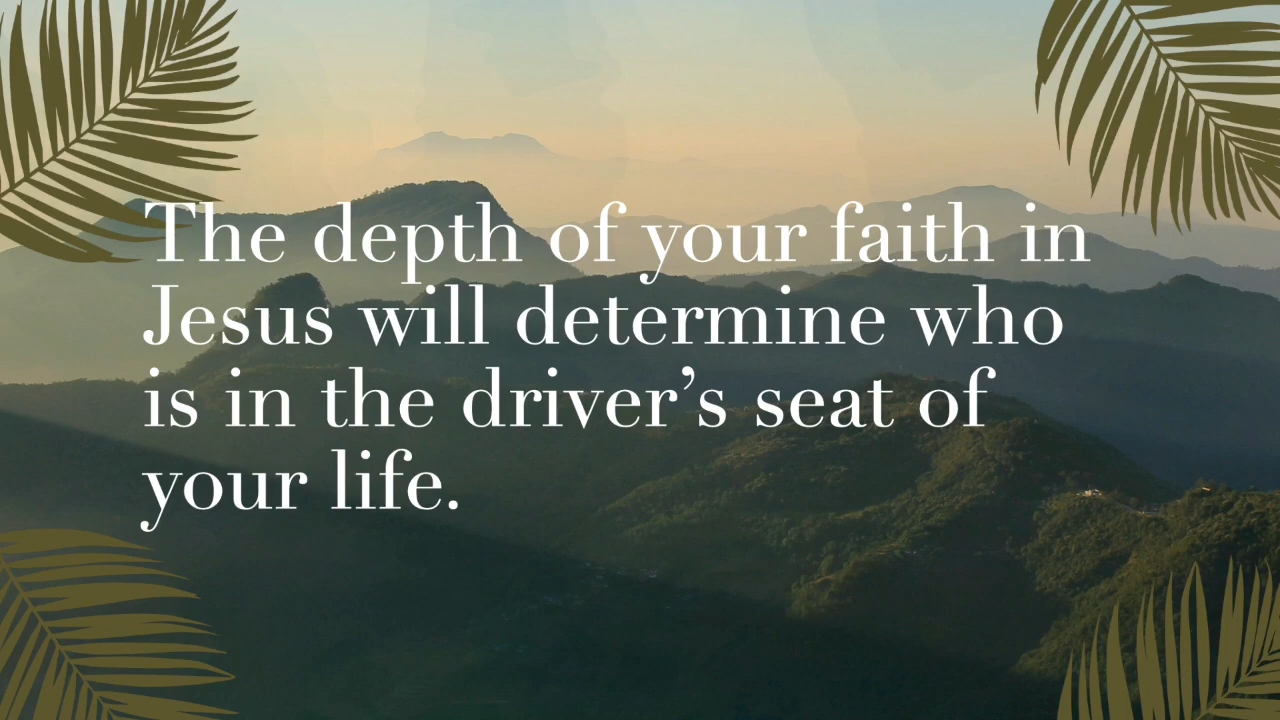 The depth of your faith in
Jesus will determine who
is in the driver’s seat of
your life.